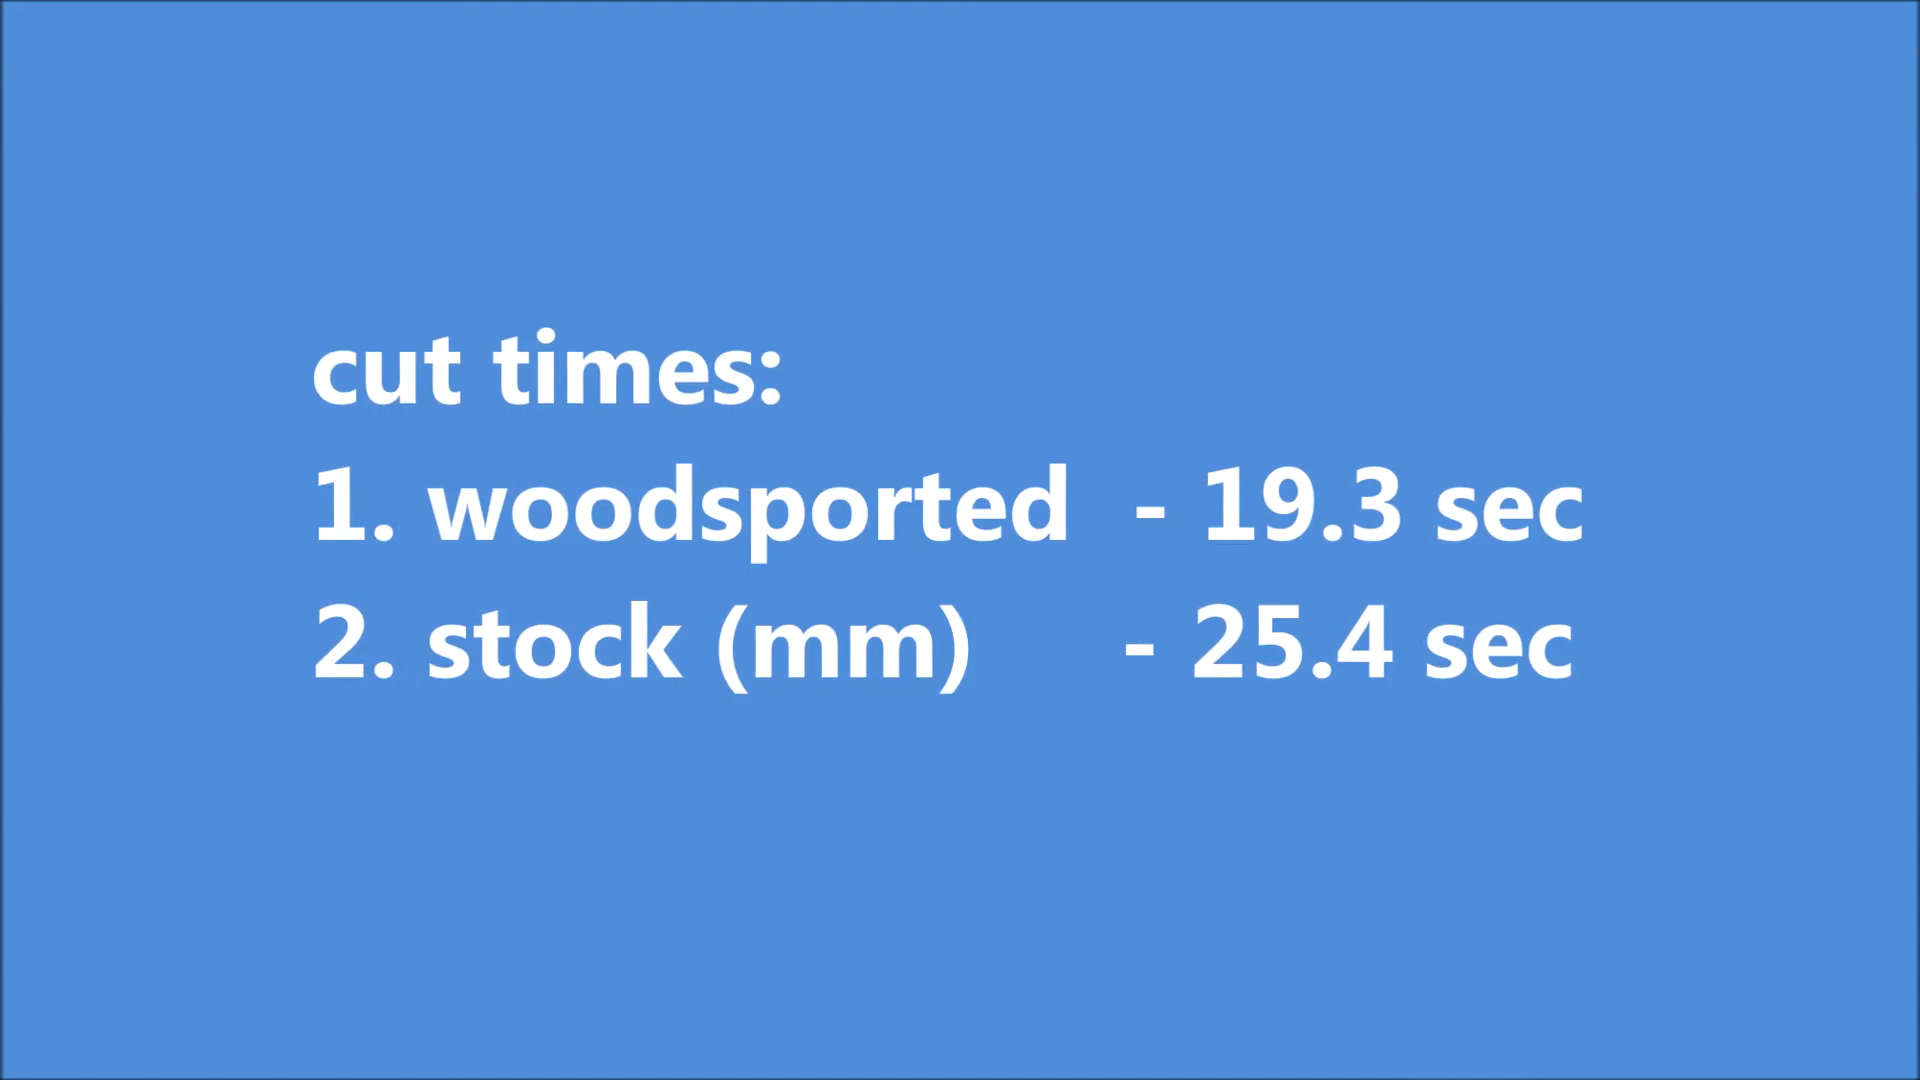 cut times:
1. woodsported - 19.3 sec
2. stock (mm) - 25.4 sec